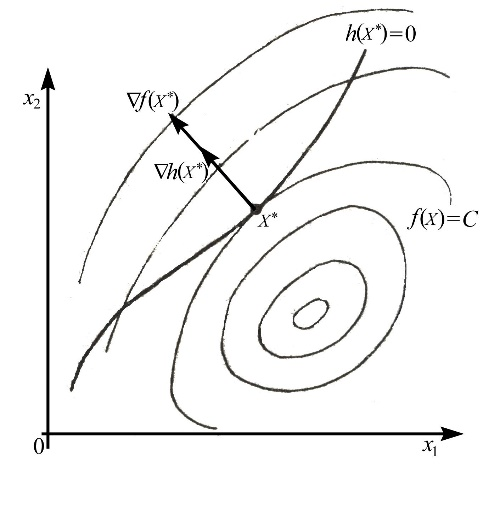 h(X*)=0
x₂
∇f(X*)
∇h(X*)
X*
f(X)=C
0
x₁